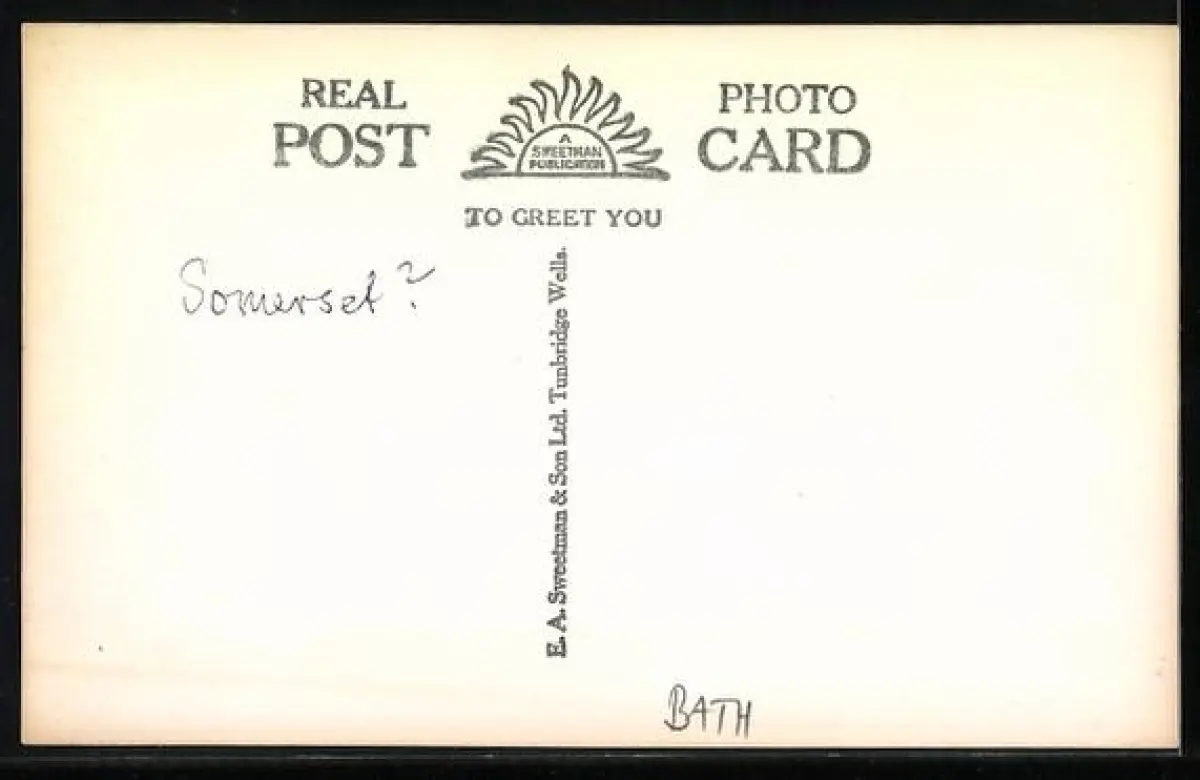 REAL PHOTO
POST CARD
A
SWEETMAN
PUBLICATION
TO GREET YOU
Somerset?
E. A. Sweetman & Son Ltd. Tunbridge Wells.
BATH